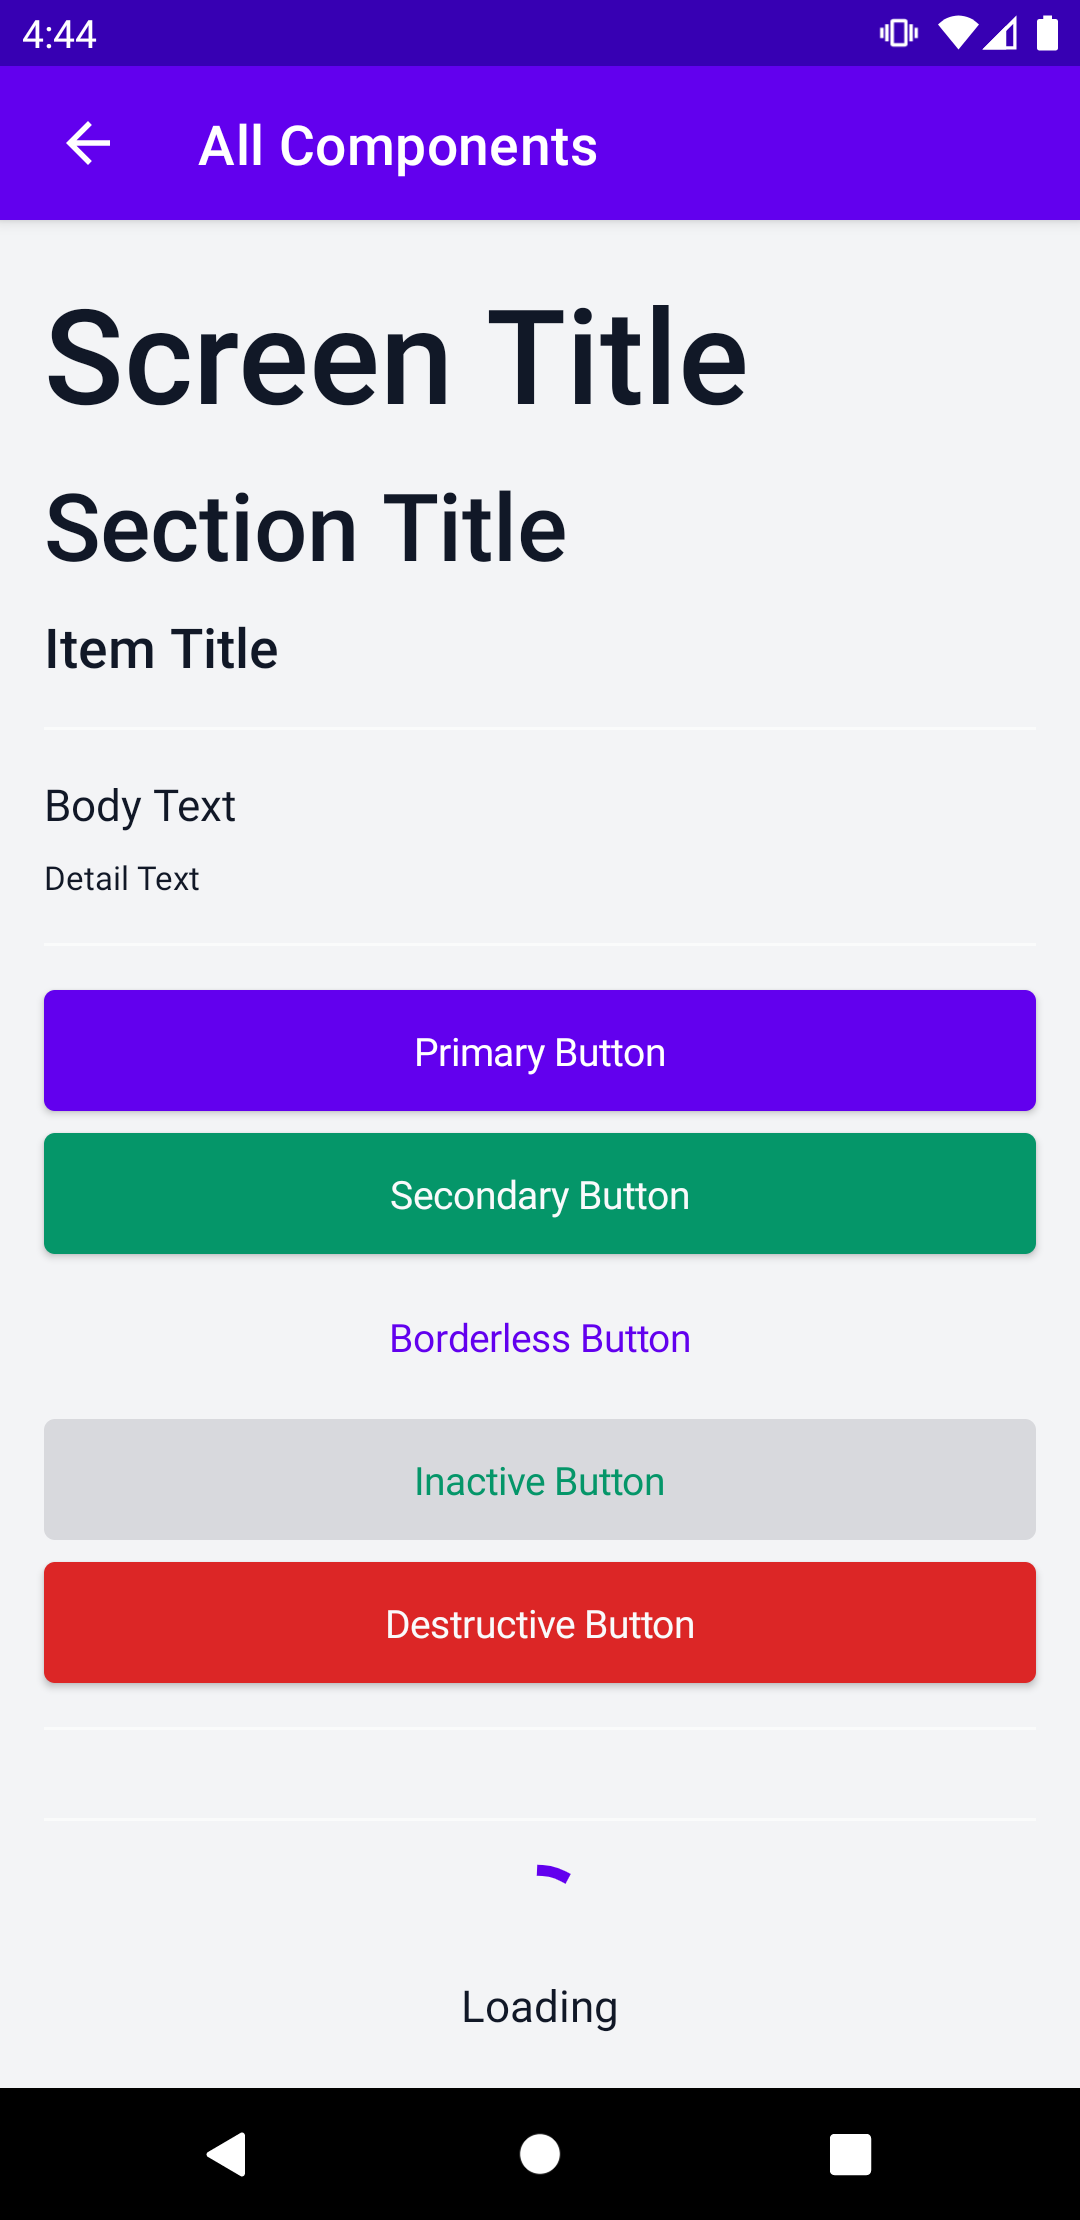 4:44
All Components
Screen Title
Section Title
Item Title
Body Text
Detail Text
Primary Button
Secondary Button
Borderless Button
Inactive Button
Destructive Button
Loading